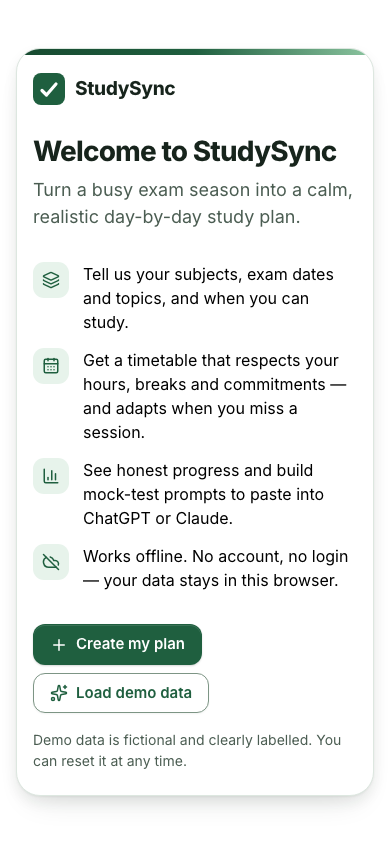 StudySync
Welcome to StudySync
Turn a busy exam season into a calm,
realistic day-by-day study plan.
Tell us your subjects, exam dates
and topics, and when you can
study.
Get a timetable that respects your
hours, breaks and commitments —
and adapts when you miss a
session.
See honest progress and build
mock-test prompts to paste into
ChatGPT or Claude.
Works offline. No account, no login
— your data stays in this browser.
Create my plan
Load demo data
Demo data is fictional and clearly labelled. You
can reset it at any time.